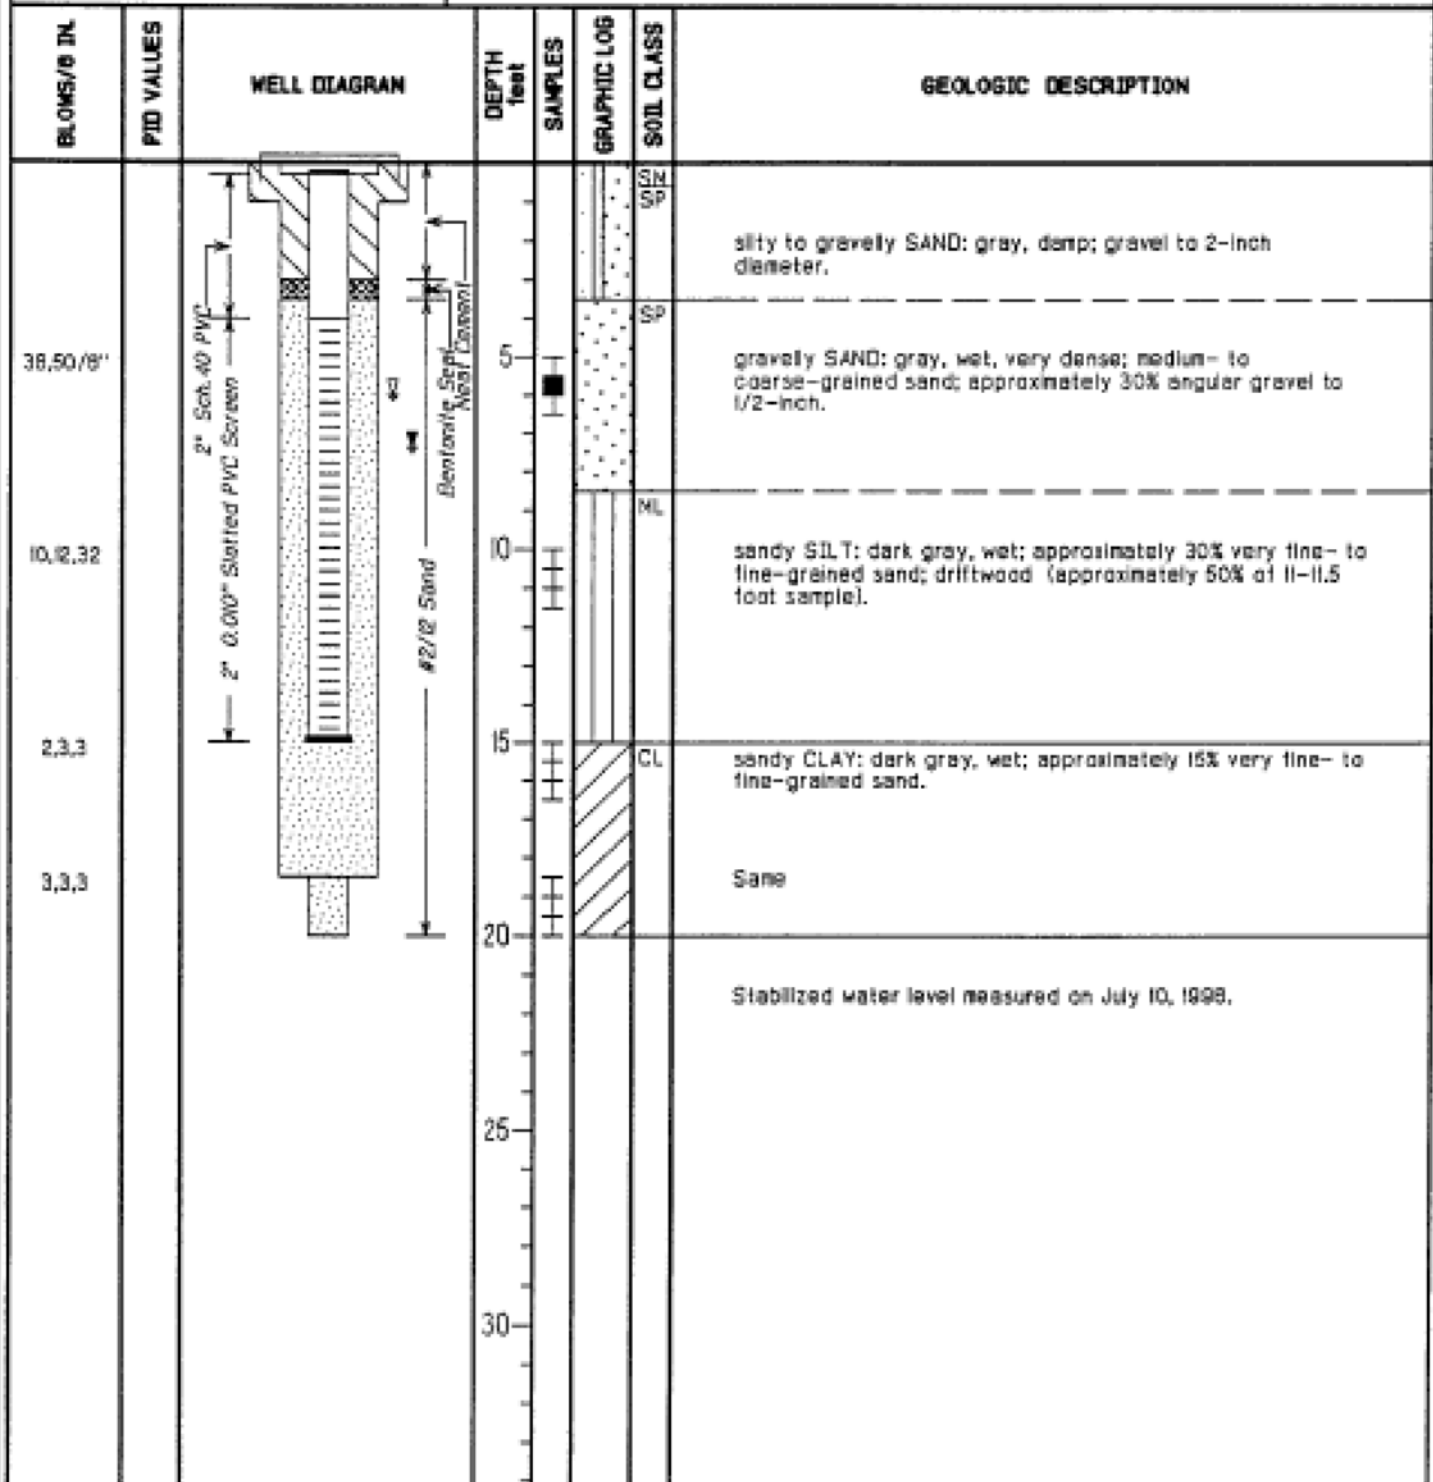 BLOWS/6 IN.
PID VALUES
WELL DIAGRAM
DEPTH
feet
SAMPLES
GRAPHIC LOG
SOIL CLASS
GEOLOGIC DESCRIPTION
SM
SP
silty to gravelly SAND: gray, damp; gravel to 2-inch
diameter.
SP
38,50/6"
5
gravelly SAND: gray, wet, very dense; medium- to
coarse-grained sand; approximately 30% angular gravel to
1/2-inch.
2" Sch. 40 PVC
2" 0.010" Slotted PVC Screen
Bentonite Seal
Neat Cement
#2/12 Sand
ML
10,12,32
10
sandy SILT: dark gray, wet; approximately 30% very fine- to
fine-grained sand; driftwood (approximately 50% of 11-11.5
foot sample).
2,3,3
15
CL
sandy CLAY: dark gray, wet; approximately 15% very fine- to
fine-grained sand.
3,3,3
Same
20
Stabilized water level measured on July 10, 1998.
25
30